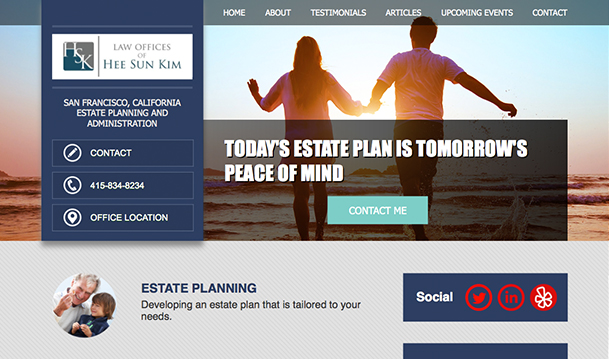 HOME ABOUT TESTIMONIALS ARTICLES UPCOMING EVENTS CONTACT
HSK
LAW OFFICES
OF
HEE SUN KIM
SAN FRANCISCO, CALIFORNIA
ESTATE PLANNING AND
ADMINISTRATION
CONTACT
415-834-8234
OFFICE LOCATION
TODAY'S ESTATE PLAN IS TOMORROW'S
PEACE OF MIND
CONTACT ME
ESTATE PLANNING
Developing an estate plan that is tailored to your
needs.
Social
in